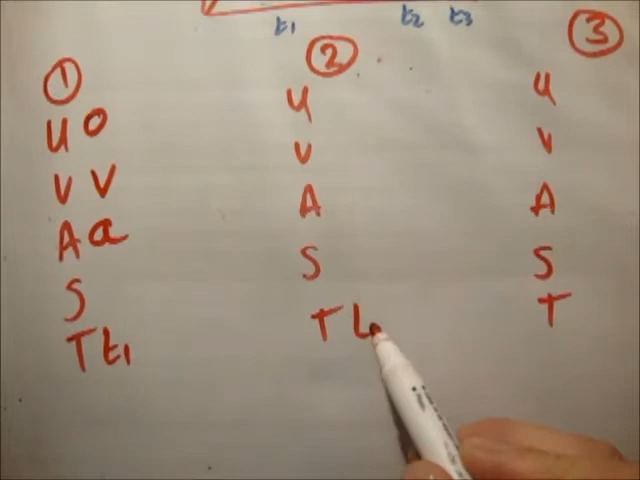 t1 t2 t3
1 2 3
U O U U
V V V V
A a A A
S S S
T t1 T t T